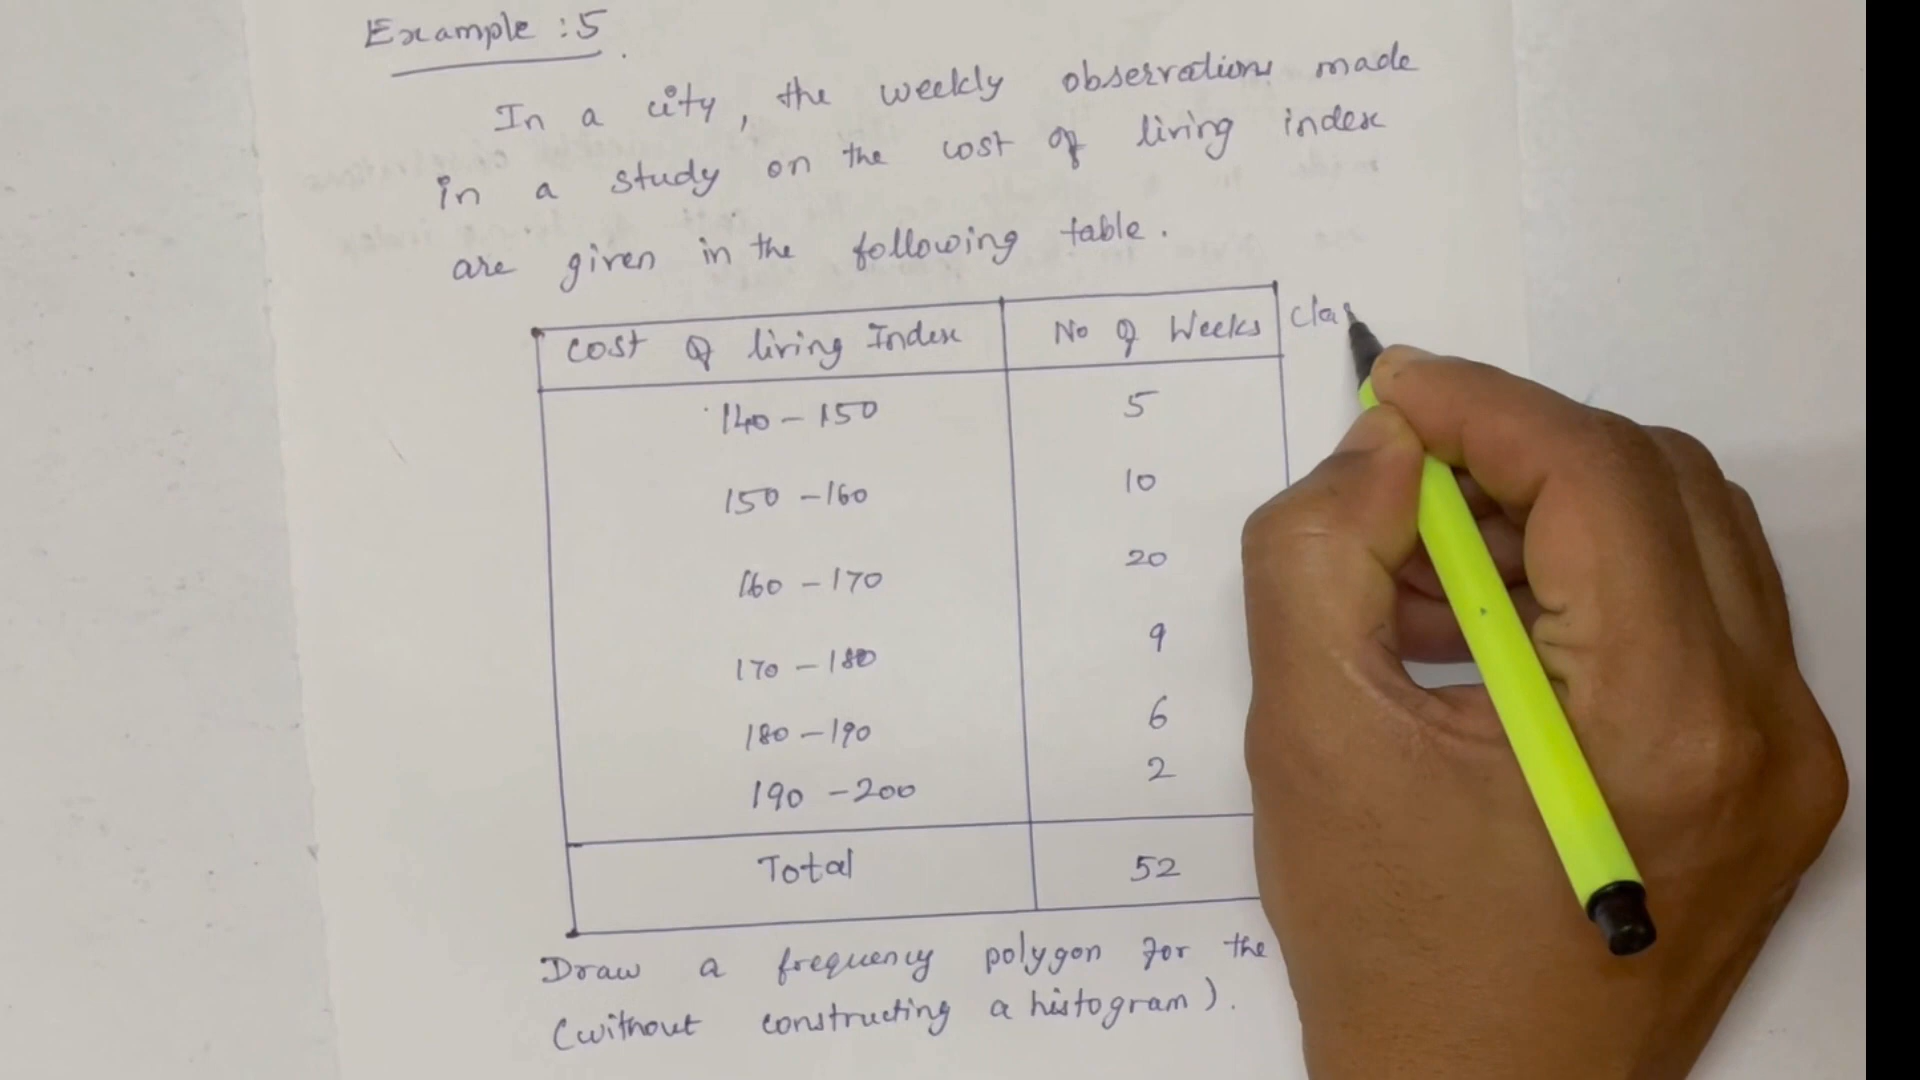 Example : 5
In a city, the weekly observations made
in a study on the cost of living index
are given in the following table.
Cost of living Index No of Weeks Cla
140 - 150 5
150 - 160 10
160 - 170 20
170 - 180 9
180 - 190 6
190 - 200 2
Total 52
Draw a frequency polygon for the
(without constructing a histogram).